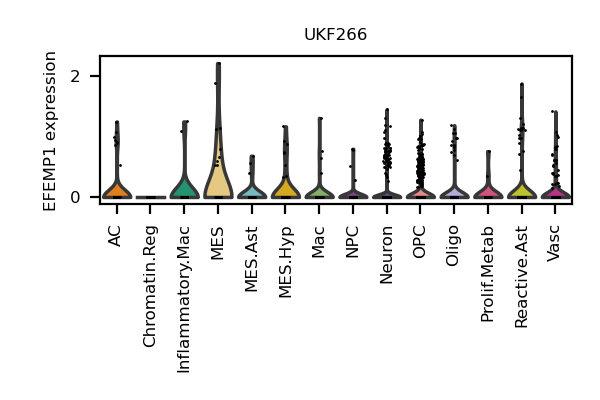 UKF266
EFEMP1 expression
2
0
AC
Chromatin.Reg
Inflammatory.Mac
MES
MES.Ast
MES.Hyp
Mac
NPC
Neuron
OPC
Oligo
Prolif.Metab
Reactive.Ast
Vasc